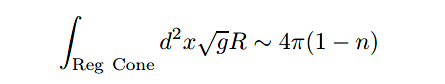 ∫_{Reg Cone} d²x√g R ∼ 4π(1 − n)